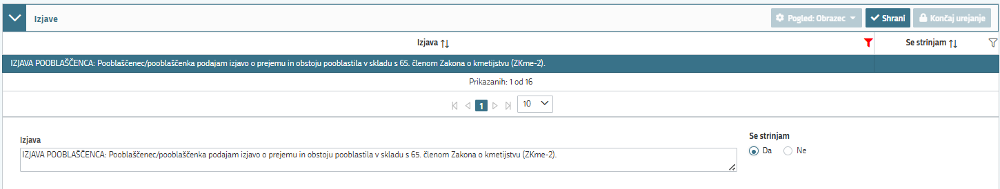 Izjave
Pogled: Obrazec
Shrani
Končaj urejanje
Izjava
Se strinjam
IZJAVA POOBLAŠČENCA: Pooblaščenec/pooblaščenka podajam izjavo o prejemu in obstoju pooblastila v skladu s 65. členom Zakona o kmetijstvu (ZKme-2).
Prikazanih: 1 od 16
1
10
Izjava
Se strinjam
IZJAVA POOBLAŠČENCA: Pooblaščenec/pooblaščenka podajam izjavo o prejemu in obstoju pooblastila v skladu s 65. členom Zakona o kmetijstvu (ZKme-2).
Da
Ne